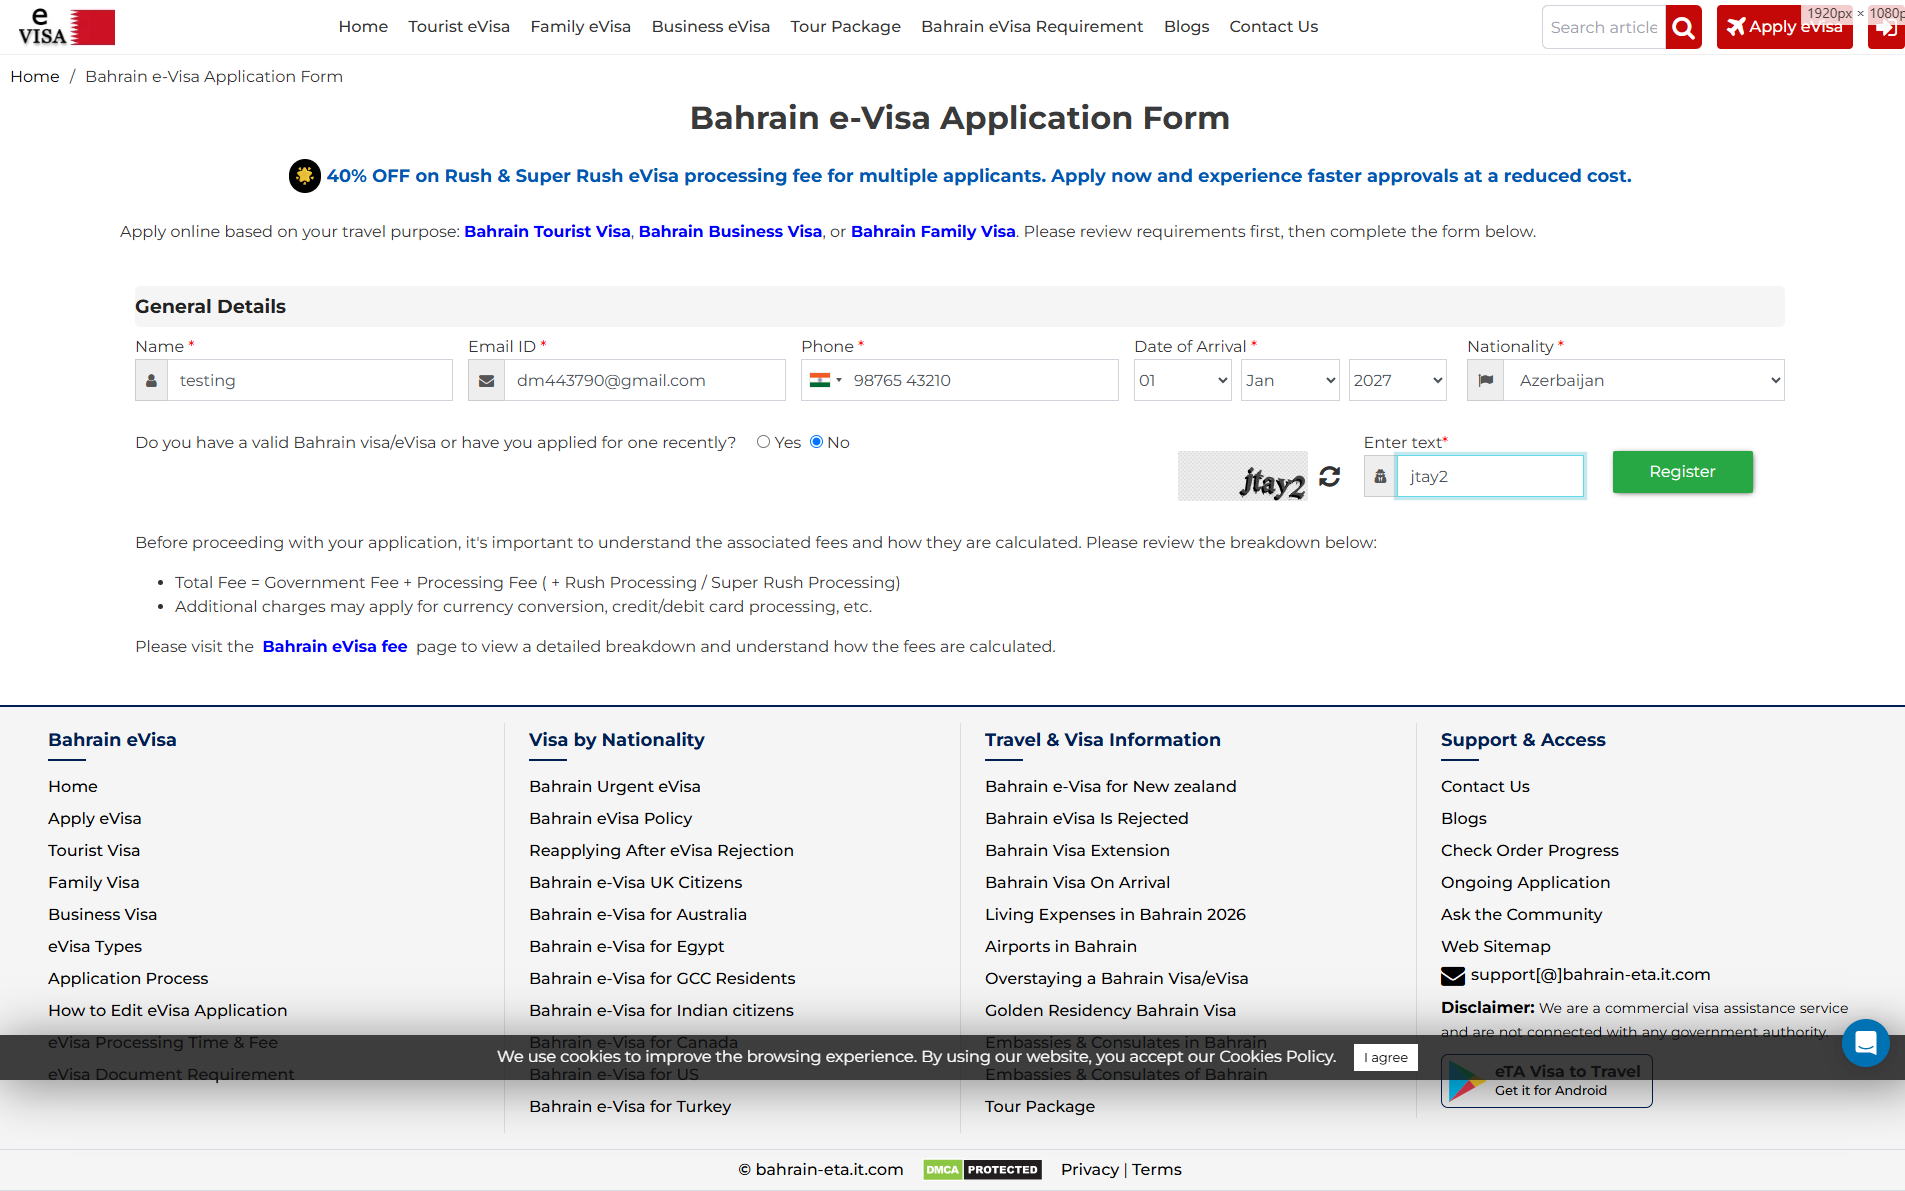 e
VISA
Home Tourist eVisa Family eVisa Business eVisa Tour Package Bahrain eVisa Requirement Blogs Contact Us
Search article
Apply eVisa
1920px × 1080p
Home / Bahrain e-Visa Application Form
Bahrain e-Visa Application Form
40% OFF on Rush & Super Rush eVisa processing fee for multiple applicants. Apply now and experience faster approvals at a reduced cost.
Apply online based on your travel purpose: Bahrain Tourist Visa, Bahrain Business Visa, or Bahrain Family Visa. Please review requirements first, then complete the form below.
General Details
Name * Email ID * Phone * Date of Arrival * Nationality *
testing dm443790@gmail.com 98765 43210 01 Jan 2027 Azerbaijan
Do you have a valid Bahrain visa/eVisa or have you applied for one recently? Yes No
Enter text*
jtay2 jtay2 Register
Before proceeding with your application, it's important to understand the associated fees and how they are calculated. Please review the breakdown below:
• Total Fee = Government Fee + Processing Fee ( + Rush Processing / Super Rush Processing)
• Additional charges may apply for currency conversion, credit/debit card processing, etc.
Please visit the Bahrain eVisa fee page to view a detailed breakdown and understand how the fees are calculated.
Bahrain eVisa
Home
Apply eVisa
Tourist Visa
Family Visa
Business Visa
eVisa Types
Application Process
How to Edit eVisa Application
eVisa Processing Time & Fee
eVisa Document Requirement
Visa by Nationality
Bahrain Urgent eVisa
Bahrain eVisa Policy
Reapplying After eVisa Rejection
Bahrain e-Visa UK Citizens
Bahrain e-Visa for Australia
Bahrain e-Visa for Egypt
Bahrain e-Visa for GCC Residents
Bahrain e-Visa for Indian citizens
Bahrain e-Visa for Canada
Bahrain e-Visa for US
Bahrain e-Visa for Turkey
Travel & Visa Information
Bahrain e-Visa for New zealand
Bahrain eVisa Is Rejected
Bahrain Visa Extension
Bahrain Visa On Arrival
Living Expenses in Bahrain 2026
Airports in Bahrain
Overstaying a Bahrain Visa/eVisa
Golden Residency Bahrain Visa
Embassies & Consulates in Bahrain
Embassies & Consulates of Bahrain
Tour Package
Support & Access
Contact Us
Blogs
Check Order Progress
Ongoing Application
Ask the Community
Web Sitemap
support[@]bahrain-eta.it.com
Disclaimer: We are a commercial visa assistance service
and are not connected with any government authority.
eTA Visa to Travel
Get it for Android
We use cookies to improve the browsing experience. By using our website, you accept our Cookies Policy. I agree
© bahrain-eta.it.com DMCA PROTECTED Privacy | Terms